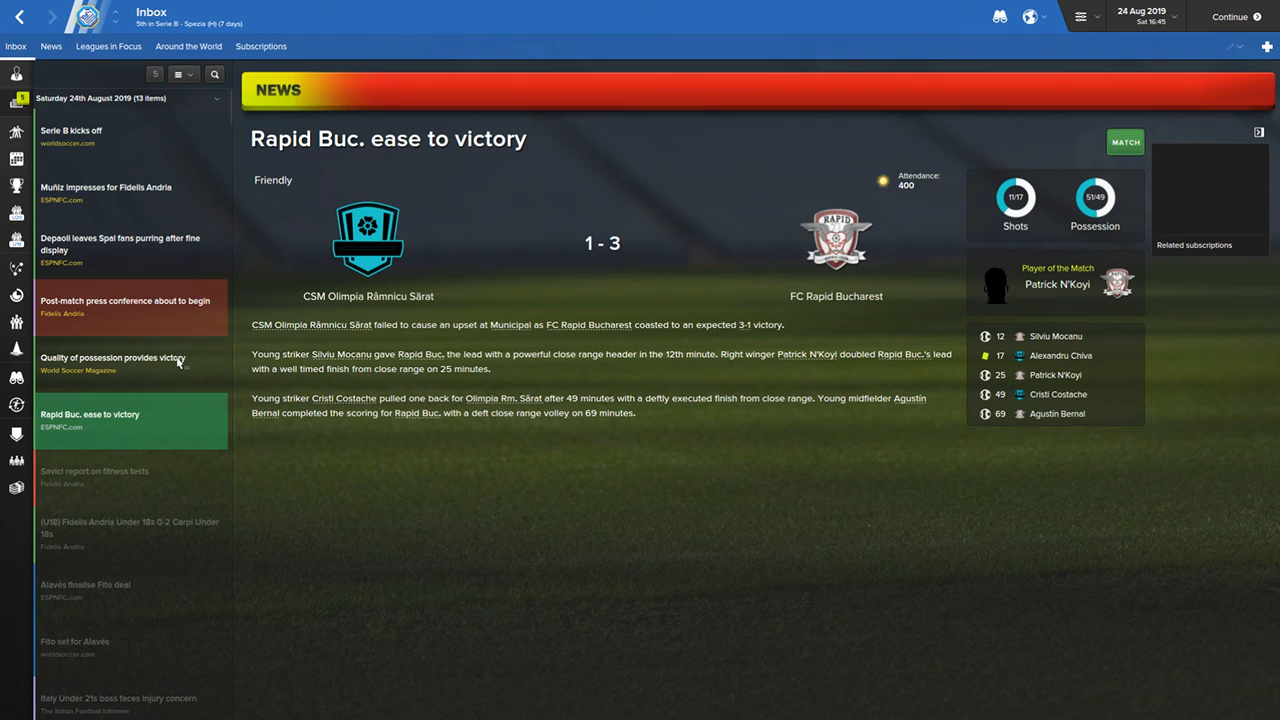 Inbox
5th in Serie B - Spezia (H) (7 days)
24 Aug 2019
Sat 16:45
Continue
Inbox
News
Leagues in Focus
Around the World
Subscriptions
5
5
Saturday 24th August 2019 (13 items)
Serie B kicks off
worldsoccer.com
Muñiz impresses for Fidelis Andria
ESPNFC.com
Depaoli leaves Spal fans purring after fine
display
ESPNFC.com
Post-match press conference about to begin
Fidelis Andria
Quality of possession provides victory
World Soccer Magazine
Rapid Buc. ease to victory
ESPNFC.com
Savici report on fitness tests
Fidelis Andria
(U18) Fidelis Andria Under 18s 0-2 Carpi Under
18s
Fidelis Andria
Alavés finalise Fito deal
ESPNFC.com
Fito set for Alavés
worldsoccer.com
Italy Under 21s boss faces injury concern
The Italian Football Informer
NEWS
Rapid Buc. ease to victory
MATCH
Friendly
Attendance:
400
1 - 3
RAPID
CSM Olimpia Râmnicu Sărat
FC Rapid Bucharest
CSM Olimpia Râmnicu Sărat failed to cause an upset at Municipal as FC Rapid Bucharest coasted to an expected 3-1 victory.
Young striker Silviu Mocanu gave Rapid Buc. the lead with a powerful close range header in the 12th minute. Right winger Patrick N'Koyi doubled Rapid Buc.'s lead
with a well timed finish from close range on 25 minutes.
Young striker Cristi Costache pulled one back for Olimpia Rm. Sărat after 49 minutes with a deftly executed finish from close range. Young midfielder Agustín
Bernal completed the scoring for Rapid Buc. with a deft close range volley on 69 minutes.
11/17
51/49
Shots
Possession
Player of the Match
Patrick N'Koyi
12 Silviu Mocanu
17 Alexandru Chiva
25 Patrick N'Koyi
49 Cristi Costache
69 Agustín Bernal
Related subscriptions